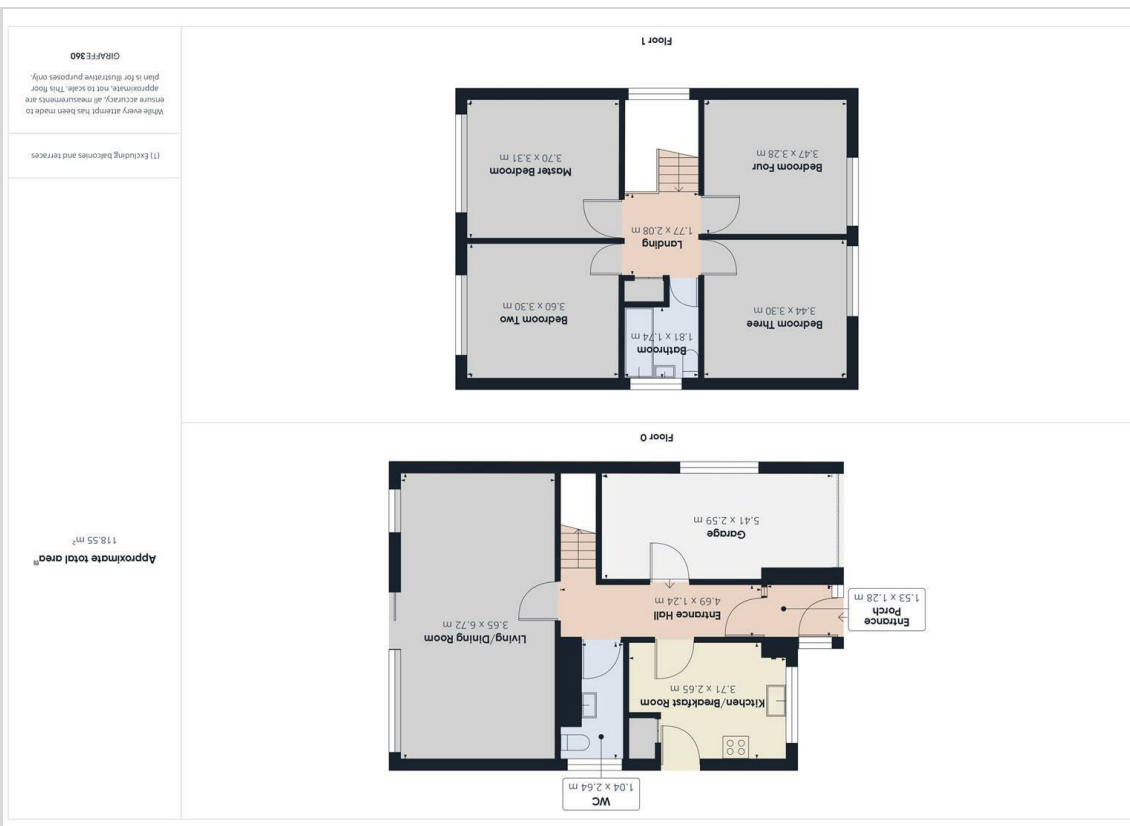 Floor 0
WC
1.04 x 2.64 m
Kitchen/Breakfast Room
3.71 x 2.65 m
Living/Dining Room
3.65 x 6.72 m
Entrance Hall
4.69 x 1.24 m
Entrance
Porch
1.53 x 1.28 m
Garage
5.41 x 2.59 m
Floor 1
Bathroom
1.81 x 1.74 m
Bedroom Three
3.44 x 3.30 m
Bedroom Two
3.60 x 3.30 m
Landing
1.77 x 2.08 m
Bedroom Four
3.47 x 3.28 m
Master Bedroom
3.70 x 3.31 m
Approximate total area⁽¹⁾
118.55 m²
(1) Excluding balconies and terraces
While every attempt has been made to
ensure accuracy, all measurements are
approximate, not to scale. This floor
plan is for illustrative purposes only.
GIRAFFE360